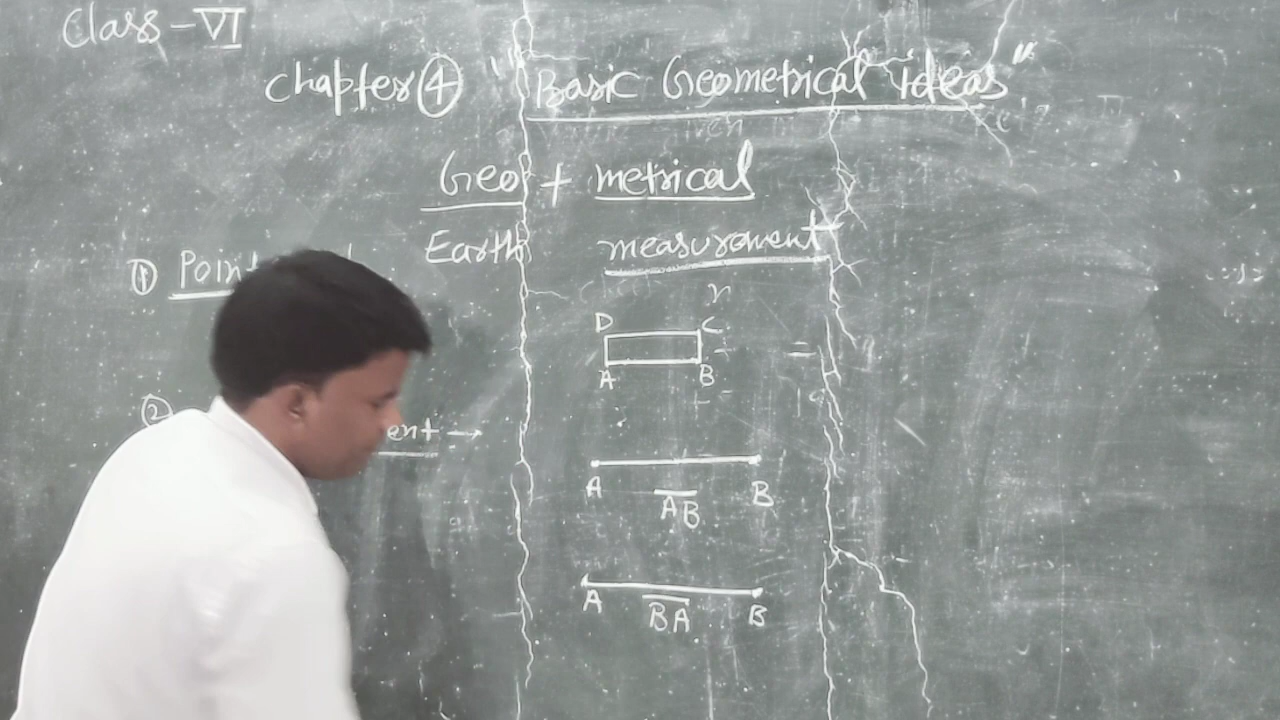 Class - VI
Chapter ④ "Basic Geometrical ideas"
Geo + metrical
Earth measurement
① Point
D C
A B
②
ent →
A B
AB
A B
BA